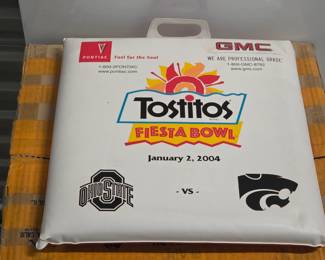 PONTIAC
Fuel for the Soul
1-800-2PONTIAC
www.pontiac.com
GMC
WE ARE PROFESSIONAL GRADE
1-800-GMC-8782
www.gmc.com
Tostitos
FIESTA BOWL
January 2, 2004
OHIO STATE
- VS -